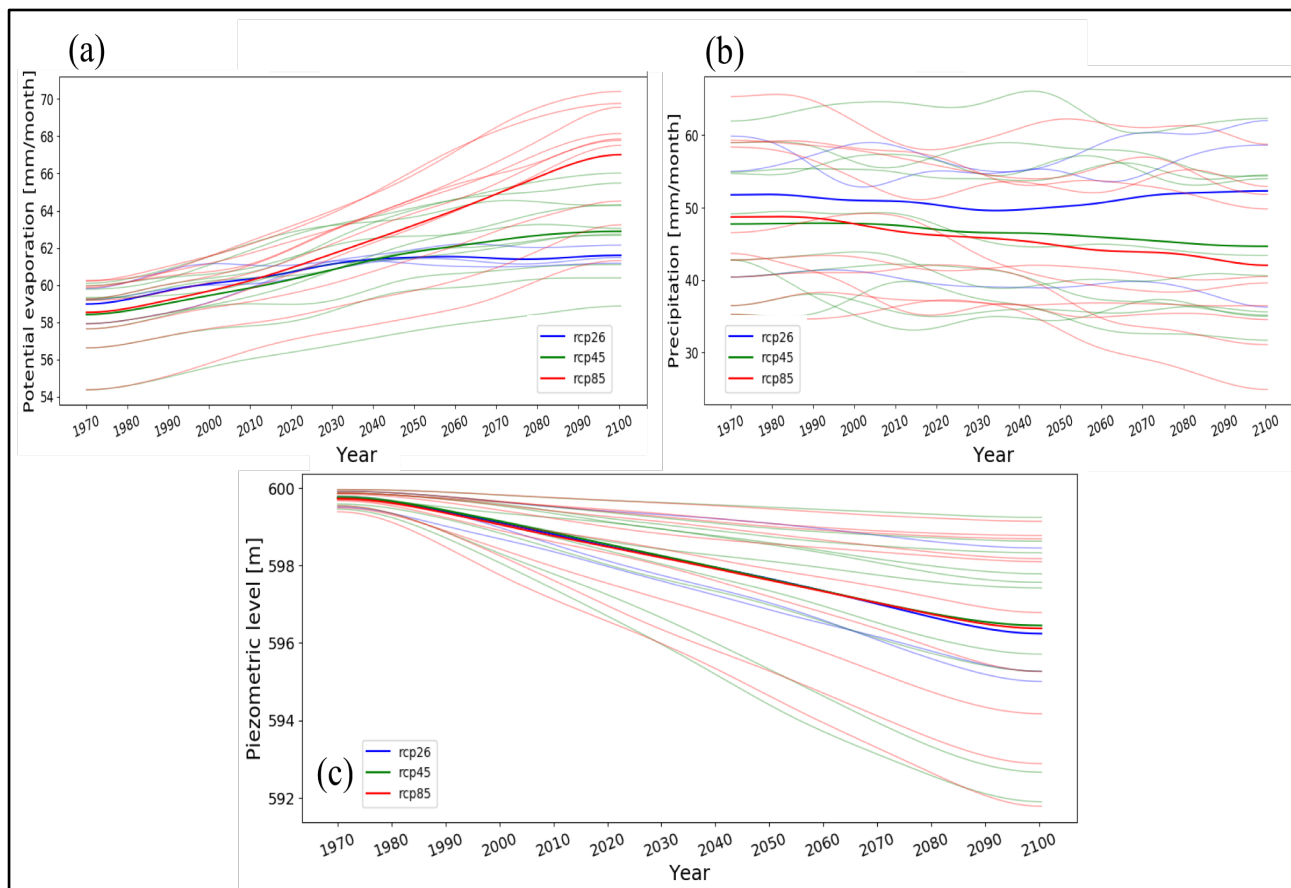 (a)
Potential evaporation [mm/month]
70
68
66
64
62
60
58
56
54
rcp26
rcp45
rcp85
1970 1980 1990 2000 2010 2020 2030 2040 2050 2060 2070 2080 2090 2100
Year
(b)
Precipitation [mm/month]
60
50
40
30
rcp26
rcp45
rcp85
1970 1980 1990 2000 2010 2020 2030 2040 2050 2060 2070 2080 2090 2100
Year
Piezometric level [m]
600
598
596
594
592
(c)
rcp26
rcp45
rcp85
1970 1980 1990 2000 2010 2020 2030 2040 2050 2060 2070 2080 2090 2100
Year